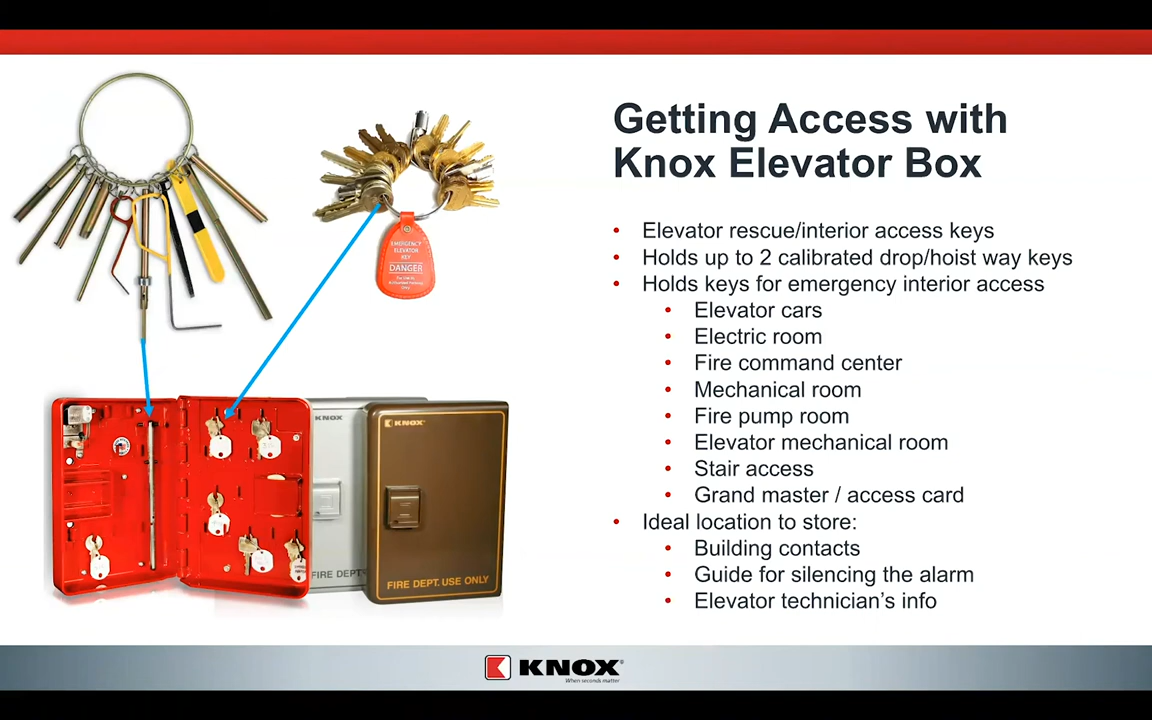 Getting Access with
Knox Elevator Box
• Elevator rescue/interior access keys
• Holds up to 2 calibrated drop/hoist way keys
• Holds keys for emergency interior access
• Elevator cars
• Electric room
• Fire command center
• Mechanical room
• Fire pump room
• Elevator mechanical room
• Stair access
• Grand master / access card
• Ideal location to store:
• Building contacts
• Guide for silencing the alarm
• Elevator technician's info
EMERGENCY
ELEVATOR
KEY
DANGER
KNOX
FIRE DEPT.
KNOX
FIRE DEPT. USE ONLY
KNOX®
When seconds matter